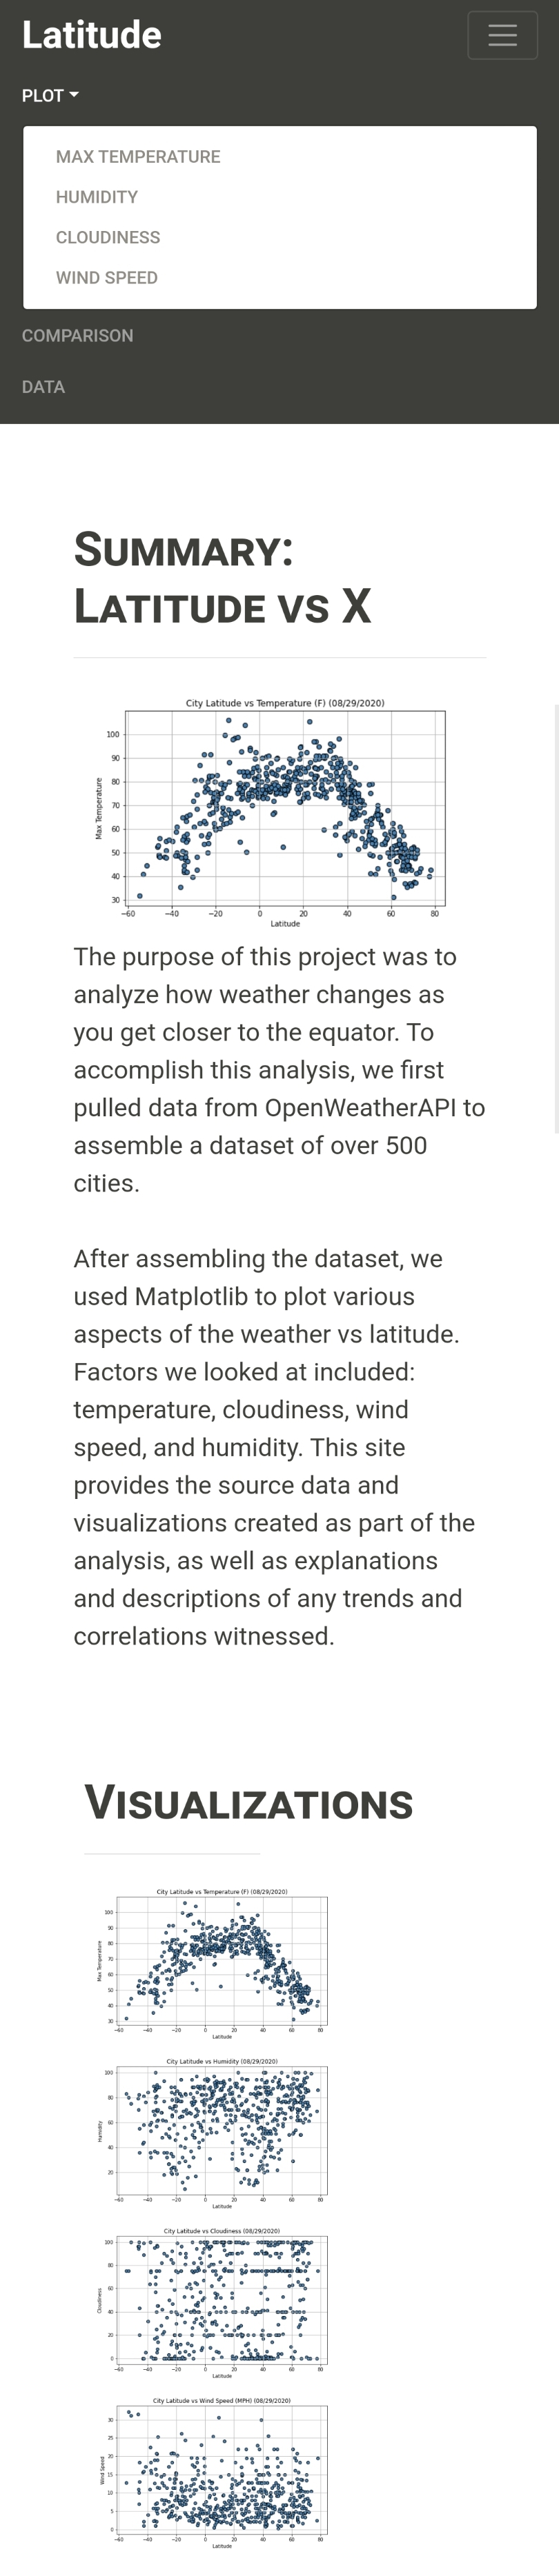 Latitude
PLOT
MAX TEMPERATURE
HUMIDITY
CLOUDINESS
WIND SPEED
COMPARISON
DATA
SUMMARY:
LATITUDE VS X
City Latitude vs Temperature (F) (08/29/2020)
Max Temperature
100
90
80
70
60
50
40
30
−60 −40 −20 0 20 40 60 80
Latitude
The purpose of this project was to
analyze how weather changes as
you get closer to the equator. To
accomplish this analysis, we first
pulled data from OpenWeatherAPI to
assemble a dataset of over 500
cities.
After assembling the dataset, we
used Matplotlib to plot various
aspects of the weather vs latitude.
Factors we looked at included:
temperature, cloudiness, wind
speed, and humidity. This site
provides the source data and
visualizations created as part of the
analysis, as well as explanations
and descriptions of any trends and
correlations witnessed.
VISUALIZATIONS
City Latitude vs Temperature (F) (08/29/2020)
Max Temperature
100
90
80
70
60
50
40
30
−60 −40 −20 0 20 40 60 80
Latitude
City Latitude vs Humidity (08/29/2020)
Humidity
100
80
60
40
20
−60 −40 −20 0 20 40 60 80
Latitude
City Latitude vs Cloudiness (08/29/2020)
Cloudiness
100
80
60
40
20
0
−60 −40 −20 0 20 40 60 80
Latitude
City Latitude vs Wind Speed (MPH) (08/29/2020)
Wind Speed
30
25
20
15
10
5
0
−60 −40 −20 0 20 40 60 80
Latitude